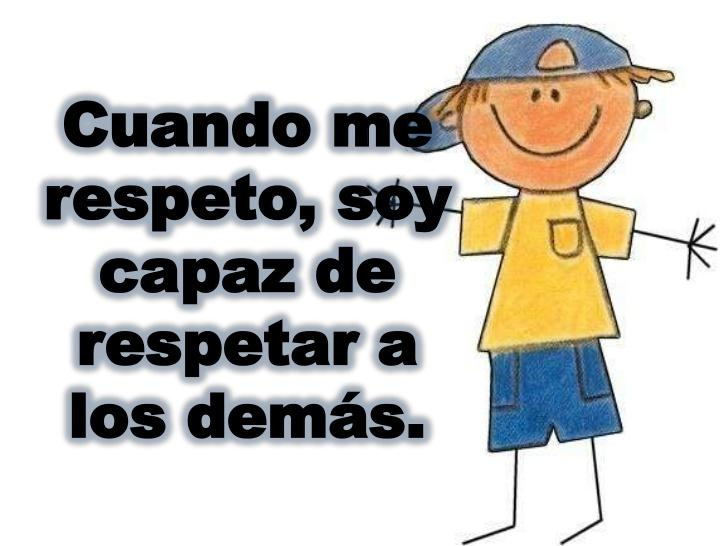 Cuando me
respeto, soy
capaz de
respetar a
los demás.